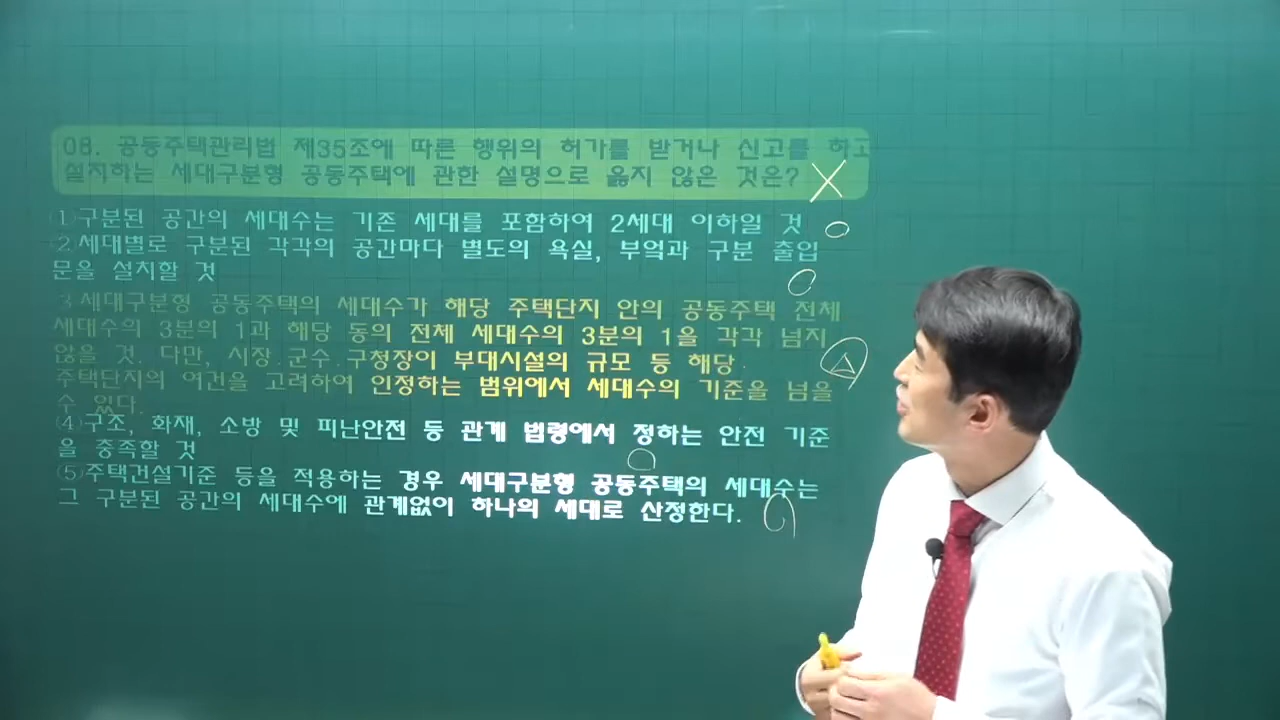 08. 공동주택관리법 제35조에 따른 행위의 허가를 받거나 신고를 하고
설치하는 세대구분형 공동주택에 관한 설명으로 옳지 않은 것은?
(1)구분된 공간의 세대수는 기존 세대를 포함하여 2세대 이하일 것
2.세대별로 구분된 각각의 공간마다 별도의 욕실, 부엌과 구분 출입
문을 설치할 것
3.세대구분형 공동주택의 세대수가 해당 주택단지 안의 공동주택 전체
세대수의 3분의 1과 해당 동의 전체 세대수의 3분의 1을 각각 넘지
않을 것. 다만, 시장·군수·구청장이 부대시설의 규모 등 해당
주택단지의 여건을 고려하여 인정하는 범위에서 세대수의 기준을 넘을
수 있다.
(4)구조, 화재, 소방 및 피난안전 등 관계 법령에서 정하는 안전 기준
을 충족할 것
(5)주택건설기준 등을 적용하는 경우 세대구분형 공동주택의 세대수는
그 구분된 공간의 세대수에 관계없이 하나의 세대로 산정한다.